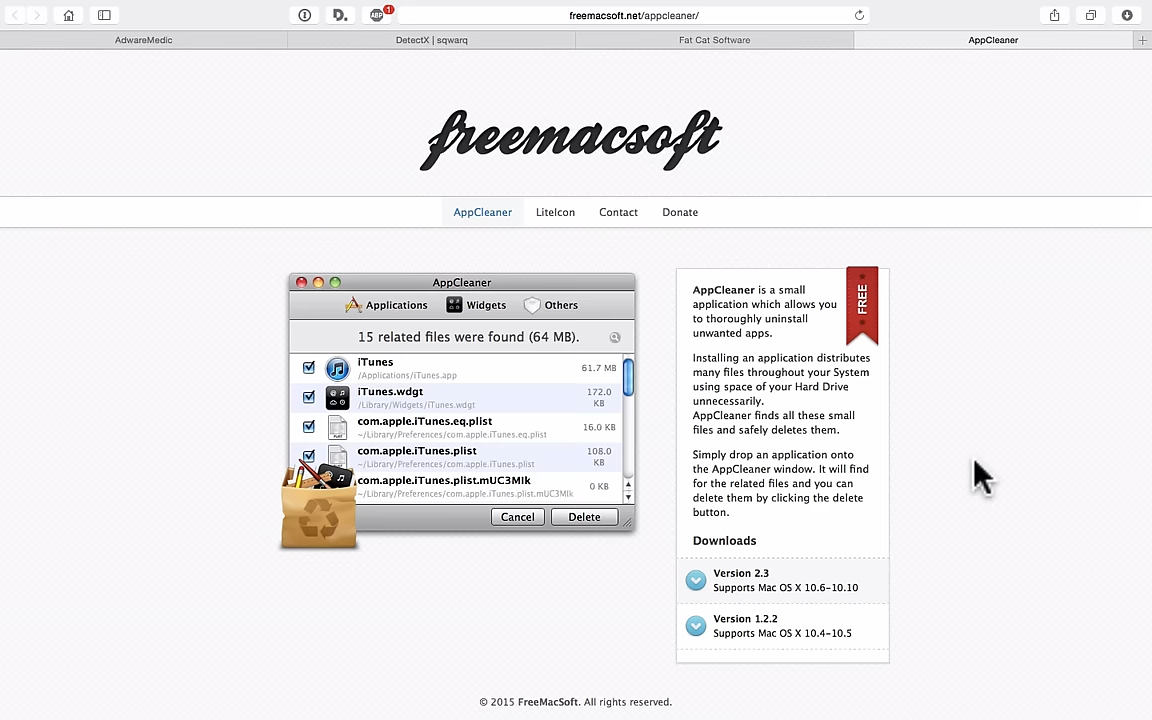 ABP
1
freemacsoft.net/appcleaner/
AdwareMedic
DetectX | sqwarq
Fat Cat Software
AppCleaner
freemacsoft
AppCleaner
LiteIcon
Contact
Donate
AppCleaner
Applications
Widgets
Others
15 related files were found (64 MB).
iTunes
/Applications/iTunes.app
61.7 MB
iTunes.wdgt
/Library/Widgets/iTunes.wdgt
172.0
KB
com.apple.iTunes.eq.plist
~/Library/Preferences/com.apple.iTunes.eq.plist
16.0 KB
com.apple.iTunes.plist
~/Library/Preferences/com.apple.iTunes.plist
108.0
KB
com.apple.iTunes.plist.mUC3MIk
~/Library/Preferences/com.apple.iTunes.plist.mUC3MIk
0 KB
Cancel
Delete
FREE
AppCleaner is a small
application which allows you
to thoroughly uninstall
unwanted apps.
Installing an application distributes
many files throughout your System
using space of your Hard Drive
unnecessarily.
AppCleaner finds all these small
files and safely deletes them.
Simply drop an application onto
the AppCleaner window. It will find
for the related files and you can
delete them by clicking the delete
button.
Downloads
Version 2.3
Supports Mac OS X 10.6-10.10
Version 1.2.2
Supports Mac OS X 10.4-10.5
© 2015 FreeMacSoft. All rights reserved.